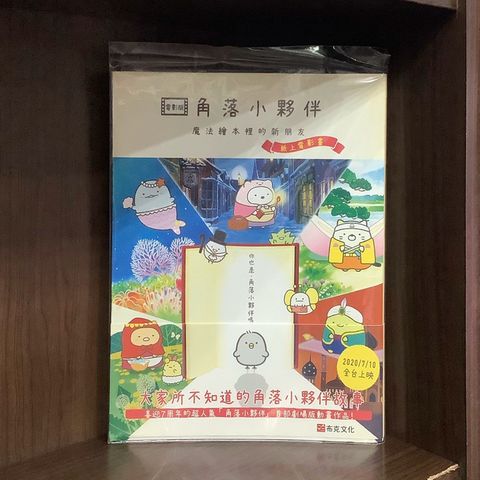 電影版 角落小夥伴
魔法繪本裡的新朋友
紙上電影書
你也是…角落小夥伴嗎
2020/7/10
全台上映
大家所不知道的角落小夥伴故事
喜迎7周年的超人氣「角落小夥伴」首部劇場版動畫作品!
布克文化